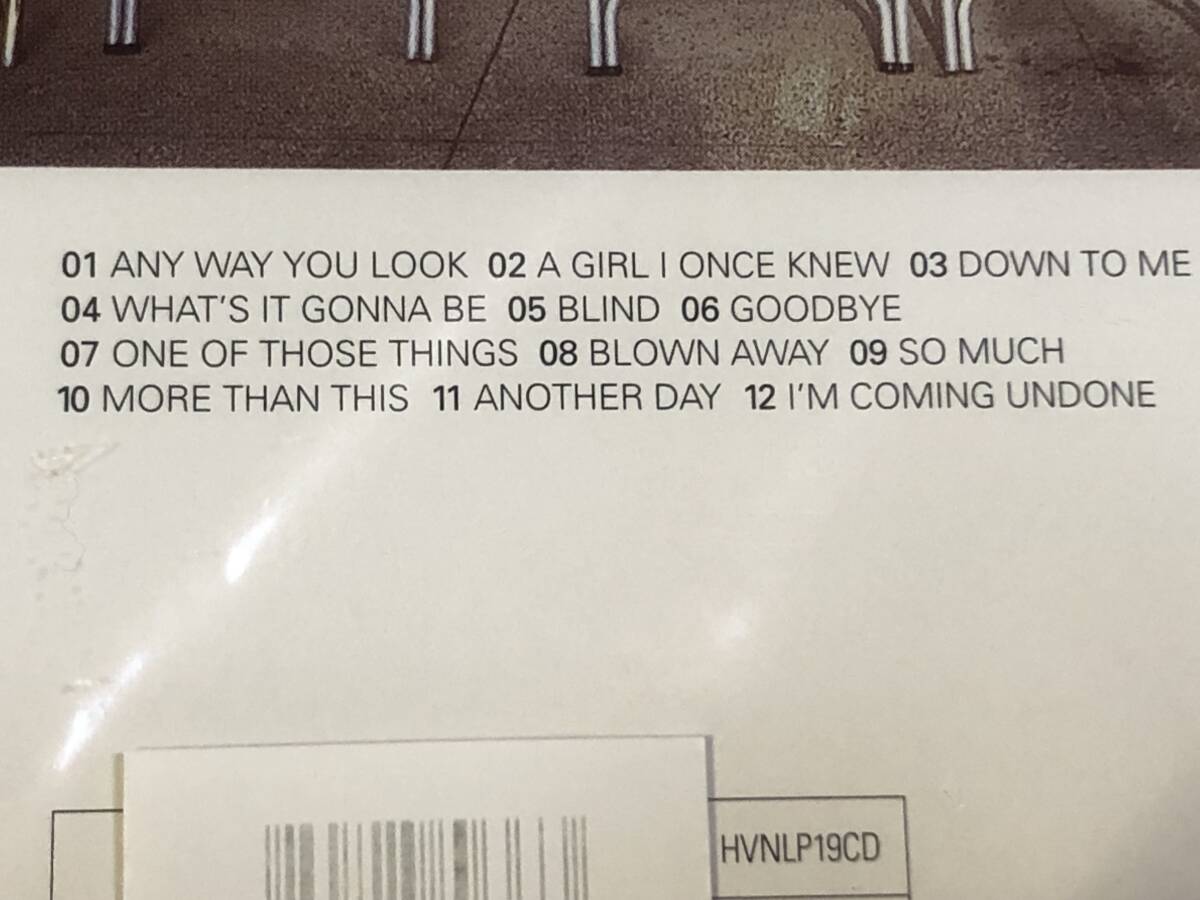 01 ANY WAY YOU LOOK 02 A GIRL I ONCE KNEW 03 DOWN TO ME
04 WHAT'S IT GONNA BE 05 BLIND 06 GOODBYE
07 ONE OF THOSE THINGS 08 BLOWN AWAY 09 SO MUCH
10 MORE THAN THIS 11 ANOTHER DAY 12 I'M COMING UNDONE
HVNLP19CD